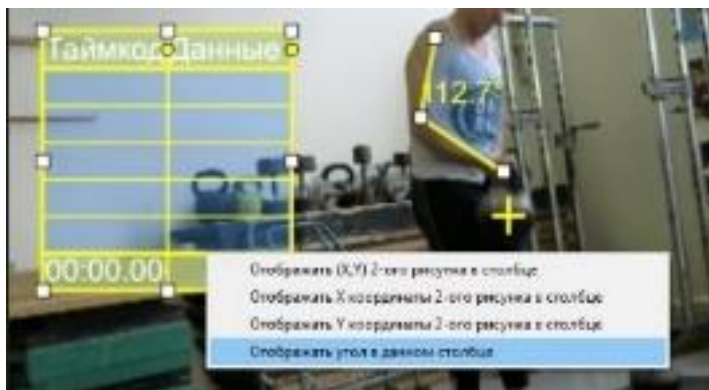 Таймкод Данные
112.7°
00:00.00
Отображать (X,Y) 2-ого рисунка в столбце
Отображать X координаты 2-ого рисунка в столбце
Отображать Y координаты 2-ого рисунка в столбце
Отображать угол в данном столбце